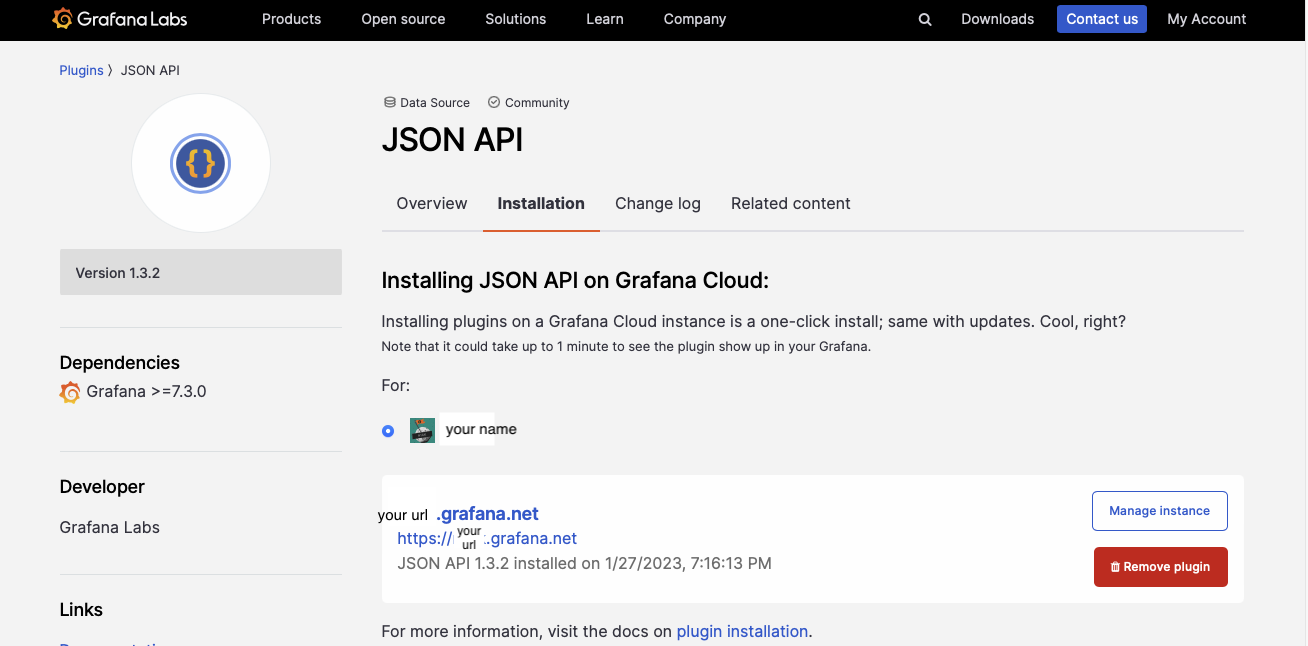 Grafana Labs Products Open source Solutions Learn Company Downloads Contact us My Account
Plugins ⟩ JSON API
Data Source Community
JSON API
Overview Installation Change log Related content
{}
Version 1.3.2
Dependencies
Grafana >=7.3.0
Developer
Grafana Labs
Links
Installing JSON API on Grafana Cloud:
Installing plugins on a Grafana Cloud instance is a one-click install; same with updates. Cool, right?
Note that it could take up to 1 minute to see the plugin show up in your Grafana.
For:
your name
your url .grafana.net
https:// your url .grafana.net
JSON API 1.3.2 installed on 1/27/2023, 7:16:13 PM
Manage instance
Remove plugin
For more information, visit the docs on plugin installation.